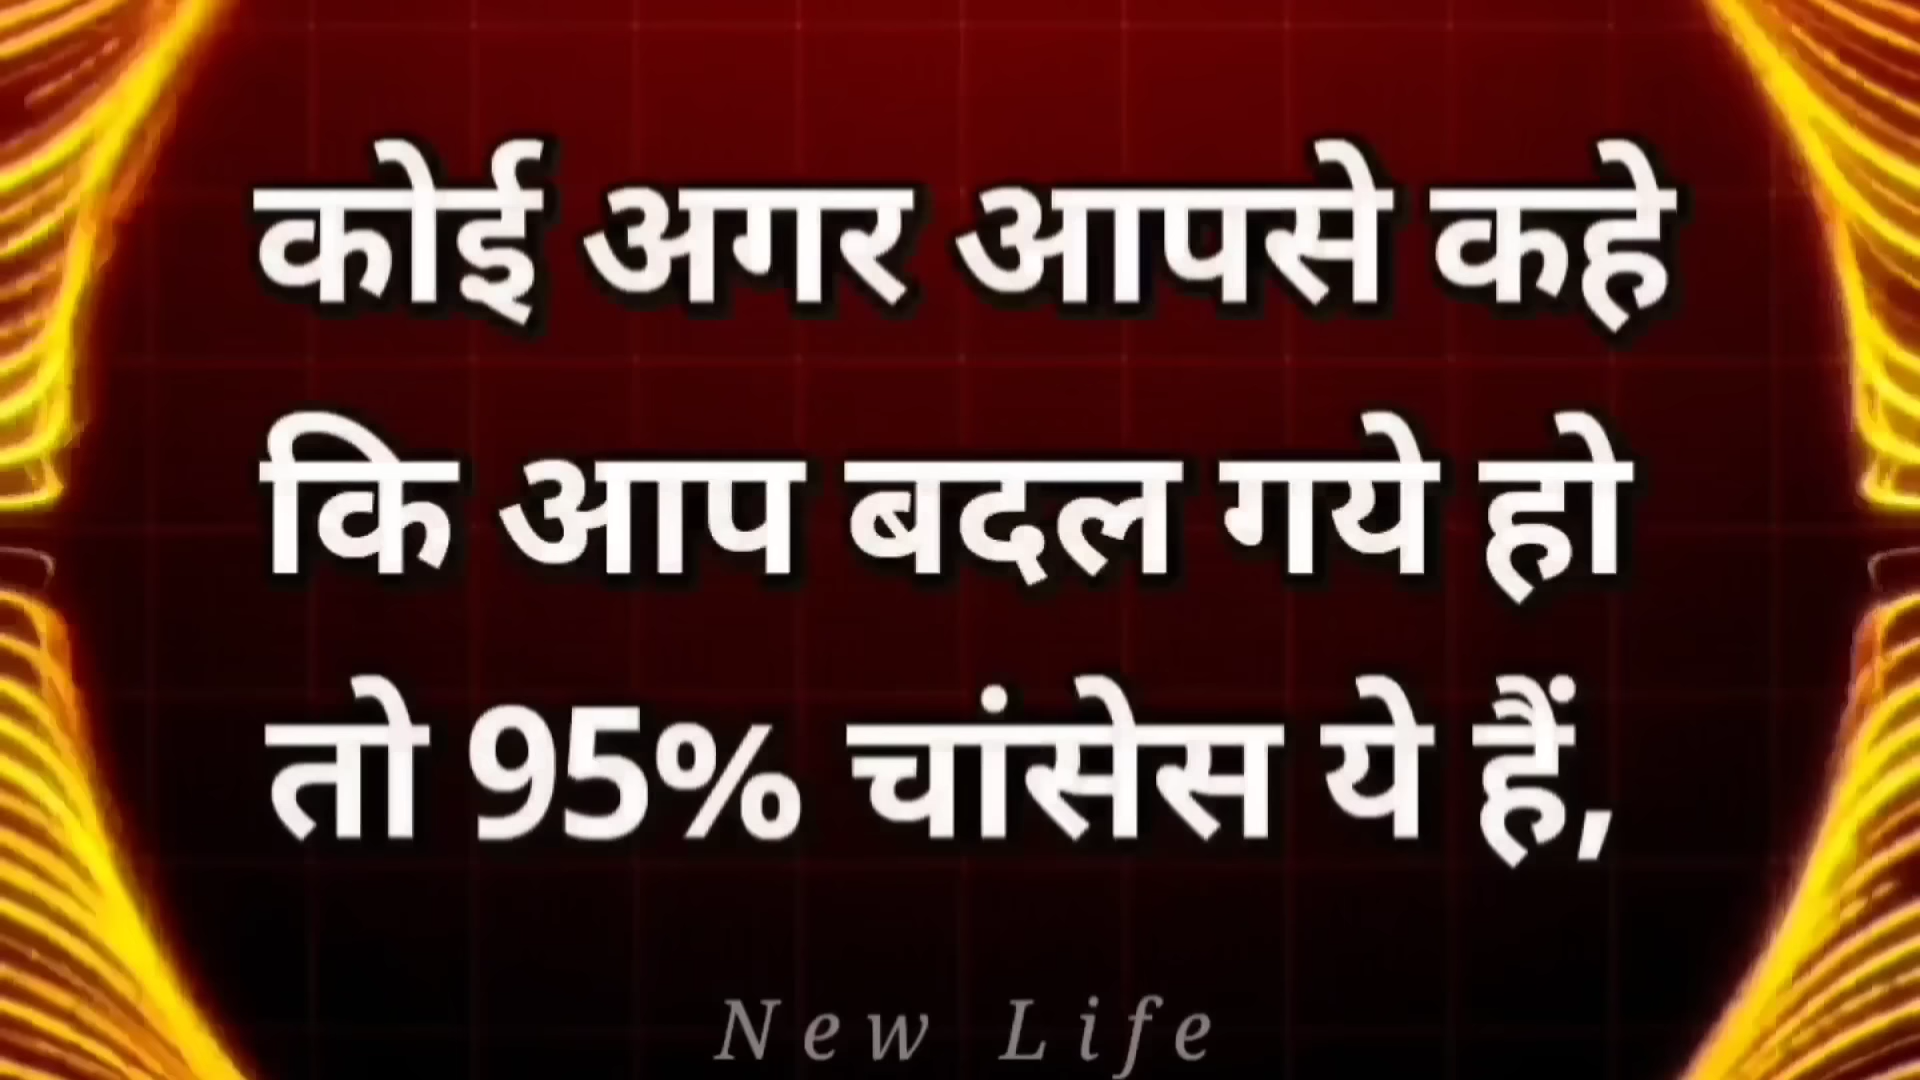 कोई अगर आपसे कहे
कि आप बदल गये हो
तो 95% चांसेस ये हैं,
New Life